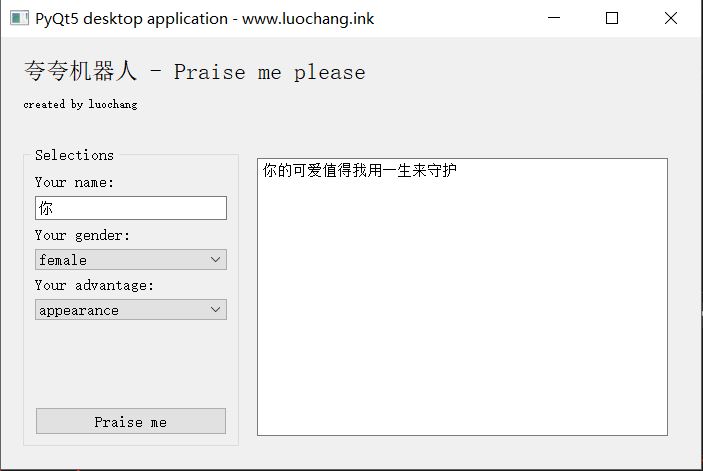 PyQt5 desktop application - www.luochang.ink
夸夸机器人 - Praise me please
created by luochang
Selections
Your name:
你
Your gender:
female
Your advantage:
appearance
Praise me
你的可爱值得我用一生来守护